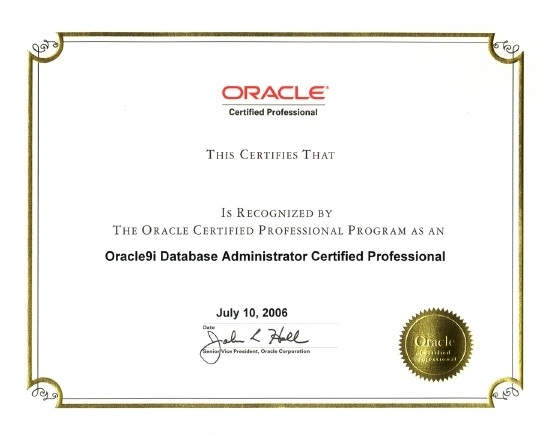 ORACLE®
Certified Professional
THIS CERTIFIES THAT
IS RECOGNIZED BY
THE ORACLE CERTIFIED PROFESSIONAL PROGRAM AS AN
Oracle9i Database Administrator Certified Professional
July 10, 2006
Date
John L Hall
Senior Vice President, Oracle Corporation
Oracle
Certified
Professional